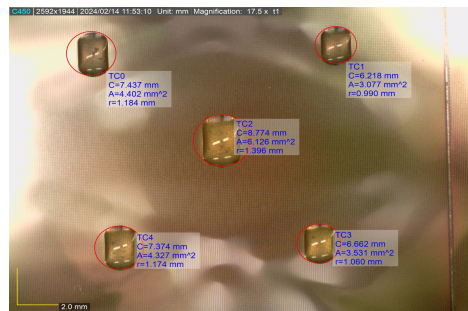 C450 | 2592x1944 | 2024/02/14 11:53:10 Unit: mm Magnification: 17.5 x t1
TC0
C=7.437 mm
A=4.402 mm^2
r=1.184 mm
TC1
C=6.218 mm
A=3.077 mm^2
r=0.990 mm
TC2
C=8.774 mm
A=6.126 mm^2
r=1.396 mm
TC4
C=7.374 mm
A=4.327 mm^2
r=1.174 mm
TC3
C=6.662 mm
A=3.531 mm^2
r=1.060 mm
2.0 mm